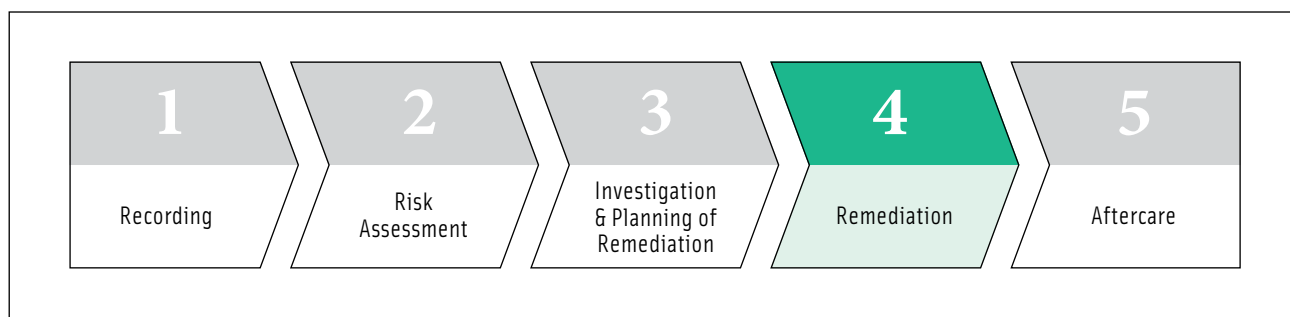 1
Recording
2
Risk
Assessment
3
Investigation
& Planning of
Remediation
4
Remediation
5
Aftercare